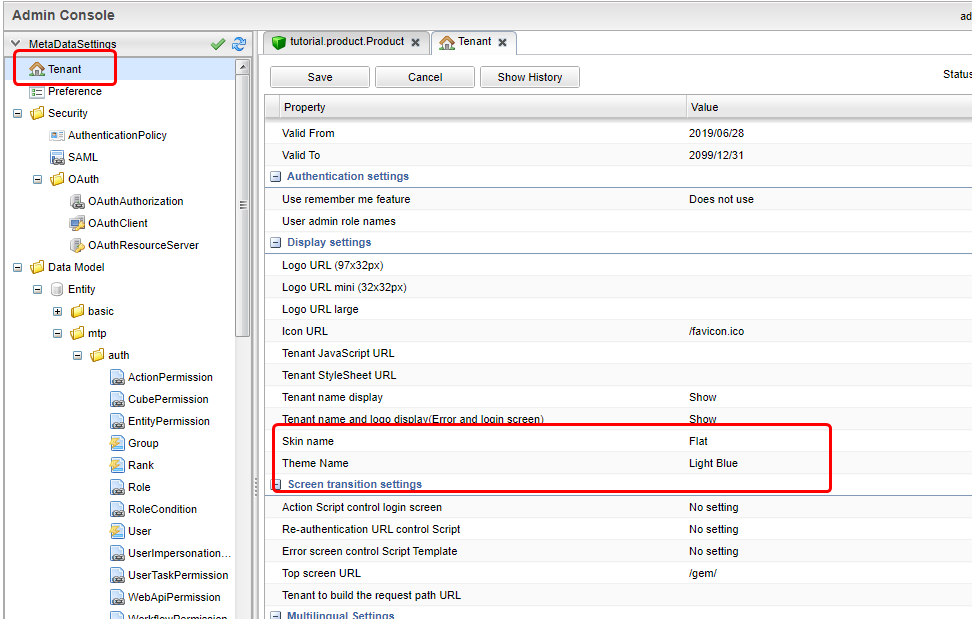 Admin Console
ad
MetaDataSettings
Tenant
Preference
Security
AuthenticationPolicy
SAML
OAuth
OAuthAuthorization
OAuthClient
OAuthResourceServer
Data Model
Entity
basic
mtp
auth
ActionPermission
CubePermission
EntityPermission
Group
Rank
Role
RoleCondition
User
UserImpersonation...
UserTaskPermission
WebApiPermission
WorkflowPermission
tutorial.product.Product
Tenant
Save Cancel Show History
Status
Property Value
Valid From 2019/06/28
Valid To 2099/12/31
Authentication settings
Use remember me feature Does not use
User admin role names
Display settings
Logo URL (97x32px)
Logo URL mini (32x32px)
Logo URL large
Icon URL /favicon.ico
Tenant JavaScript URL
Tenant StyleSheet URL
Tenant name display Show
Tenant name and logo display(Error and login screen) Show
Skin name Flat
Theme Name Light Blue
Screen transition settings
Action Script control login screen No setting
Re-authentication URL control Script No setting
Error screen control Script Template No setting
Top screen URL /gem/
Tenant to build the request path URL
Multilingual Settings